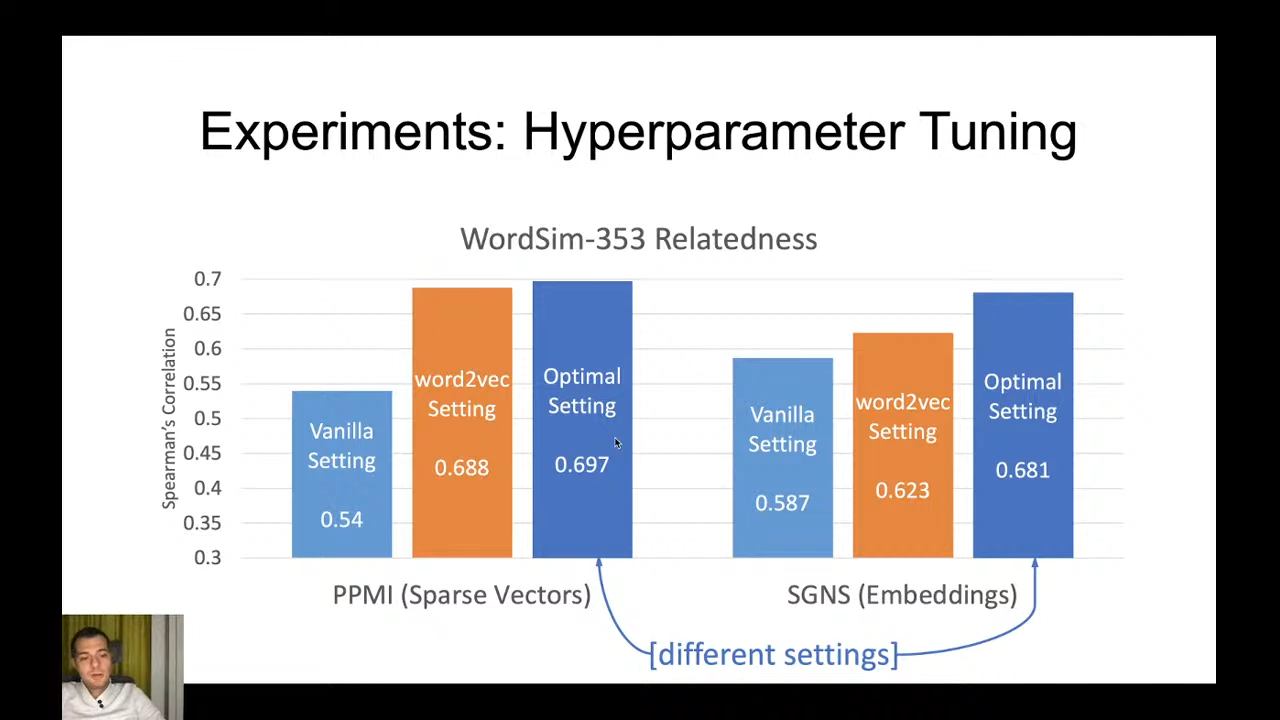 Experiments: Hyperparameter Tuning
WordSim-353 Relatedness
Spearman's Correlation
0.7
0.65
0.6
0.55
0.5
0.45
0.4
0.35
0.3
Vanilla
Setting
0.54
word2vec
Setting
0.688
Optimal
Setting
0.697
Vanilla
Setting
0.587
word2vec
Setting
0.623
Optimal
Setting
0.681
PPMI (Sparse Vectors)
SGNS (Embeddings)
[different settings]